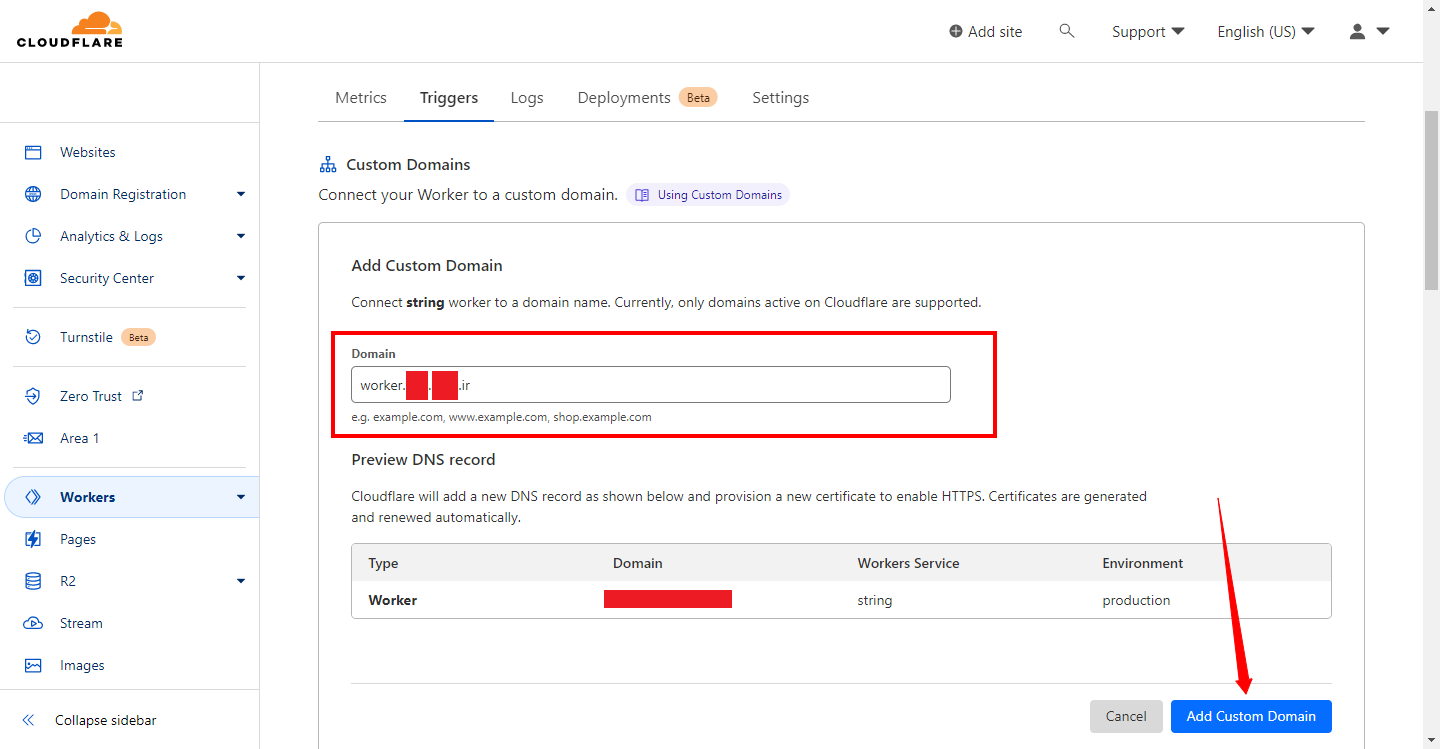 CLOUDFLARE
Add site
Support
English (US)
Metrics
Triggers
Logs
Deployments Beta
Settings
Websites
Domain Registration
Analytics & Logs
Security Center
Turnstile Beta
Zero Trust
Area 1
Workers
Pages
R2
Stream
Images
Collapse sidebar
Custom Domains
Connect your Worker to a custom domain. Using Custom Domains
Add Custom Domain
Connect string worker to a domain name. Currently, only domains active on Cloudflare are supported.
Domain
worker. . .ir
e.g. example.com, www.example.com, shop.example.com
Preview DNS record
Cloudflare will add a new DNS record as shown below and provision a new certificate to enable HTTPS. Certificates are generated
and renewed automatically.
Type Domain Workers Service Environment
Worker string production
Cancel Add Custom Domain